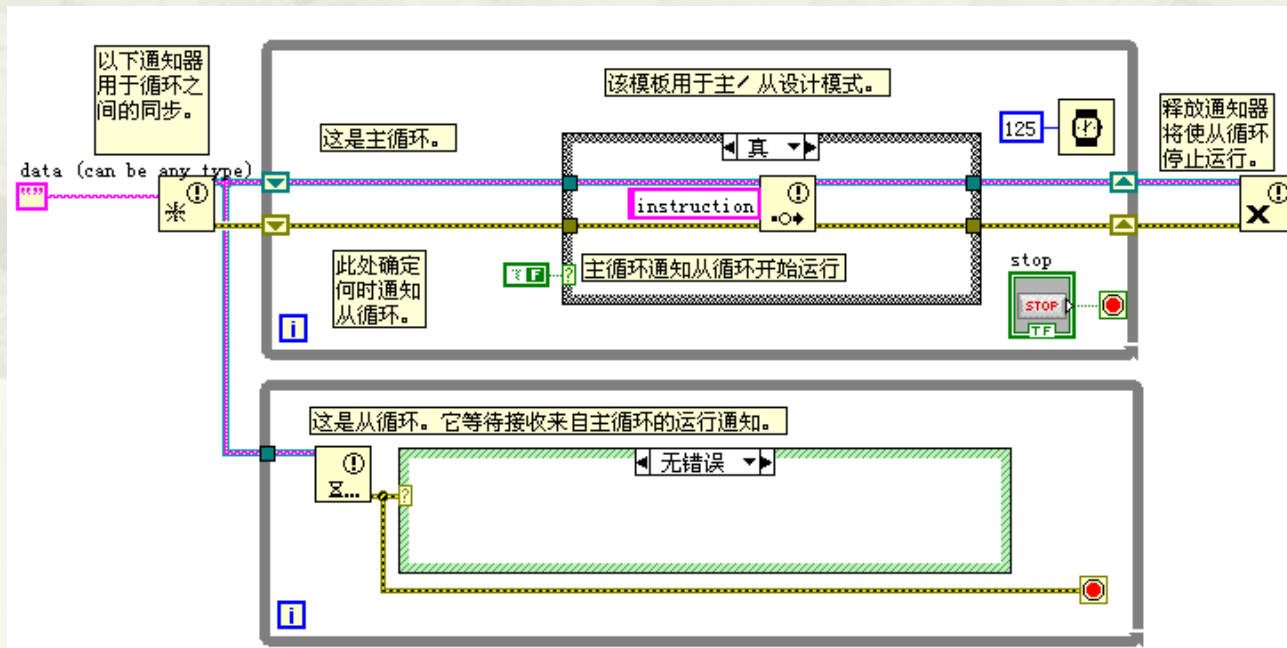 以下通知器
用于循环之
间的同步。
data (can be any type)
这是主循环。
该模板用于主/从设计模式。
125
释放通知器
将使从循环
停止运行。
真
instruction
主循环通知从循环开始运行
?
F
此处确定
何时通知
从循环。
stop
STOP
TF
i
这是从循环。它等待接收来自主循环的运行通知。
无错误
?
i